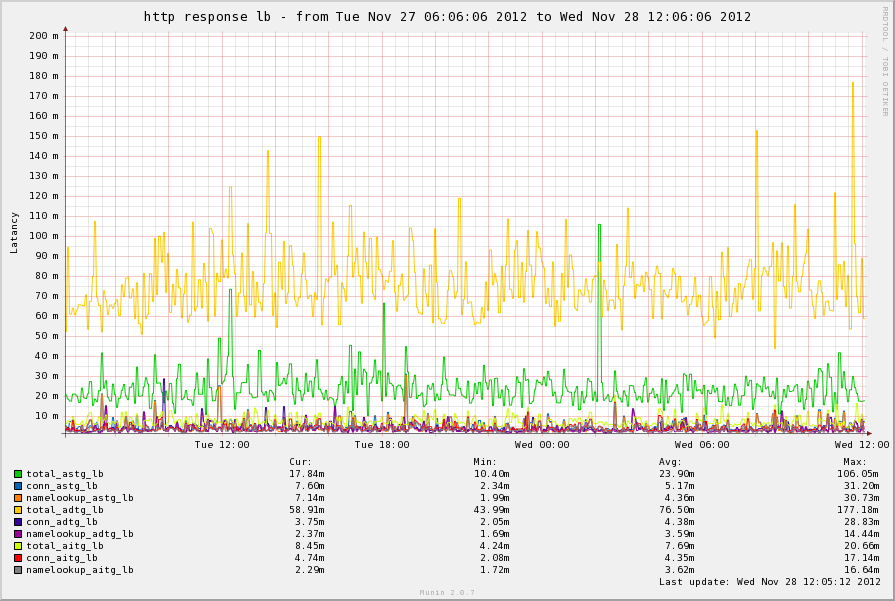 http response lb - from Tue Nov 27 06:06:06 2012 to Wed Nov 28 12:06:06 2012
RRDTOOL / TOBI OETIKER
Latancy
200 m
190 m
180 m
170 m
160 m
150 m
140 m
130 m
120 m
110 m
100 m
90 m
80 m
70 m
60 m
50 m
40 m
30 m
20 m
10 m
Tue 12:00 Tue 18:00 Wed 00:00 Wed 06:00 Wed 12:00
Cur: Min: Avg: Max:
total_astg_lb 17.84m 10.40m 23.90m 106.05m
conn_astg_lb 7.60m 2.34m 5.17m 31.20m
namelookup_astg_lb 7.14m 1.99m 4.36m 30.73m
total_adtg_lb 58.91m 43.99m 76.50m 177.18m
conn_adtg_lb 3.75m 2.05m 4.38m 28.83m
namelookup_adtg_lb 2.37m 1.69m 3.59m 14.44m
total_aitg_lb 8.45m 4.24m 7.69m 20.66m
conn_aitg_lb 4.74m 2.08m 4.35m 17.14m
namelookup_aitg_lb 2.29m 1.72m 3.62m 16.64m
Last update: Wed Nov 28 12:05:12 2012
Munin 2.0.7